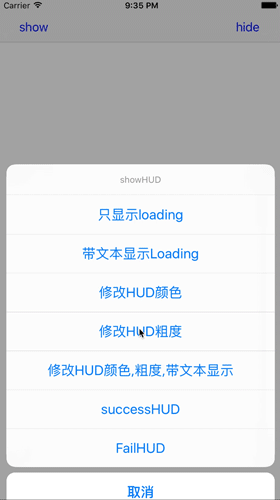 Carrier 9:35 PM
show hide
showHUD
只显示loading
带文本显示Loading
修改HUD颜色
修改HUD粗度
修改HUD颜色,粗度,带文本显示
successHUD
FailHUD
取消